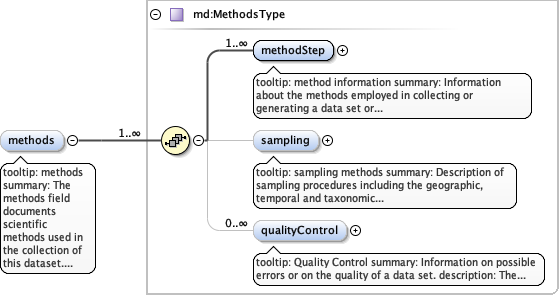 md:MethodsType
1..∞
methodStep
tooltip: method information summary: Information
about the methods employed in collecting or
generating a data set or...
methods
1..∞
tooltip: methods
summary: The
methods field
documents
scientific
methods used in
the collection of
this dataset....
sampling
tooltip: sampling methods summary: Description of
sampling procedures including the geographic,
temporal and taxonomic...
0..∞
qualityControl
tooltip: Quality Control summary: Information on possible
errors or on the quality of a data set. description: The...